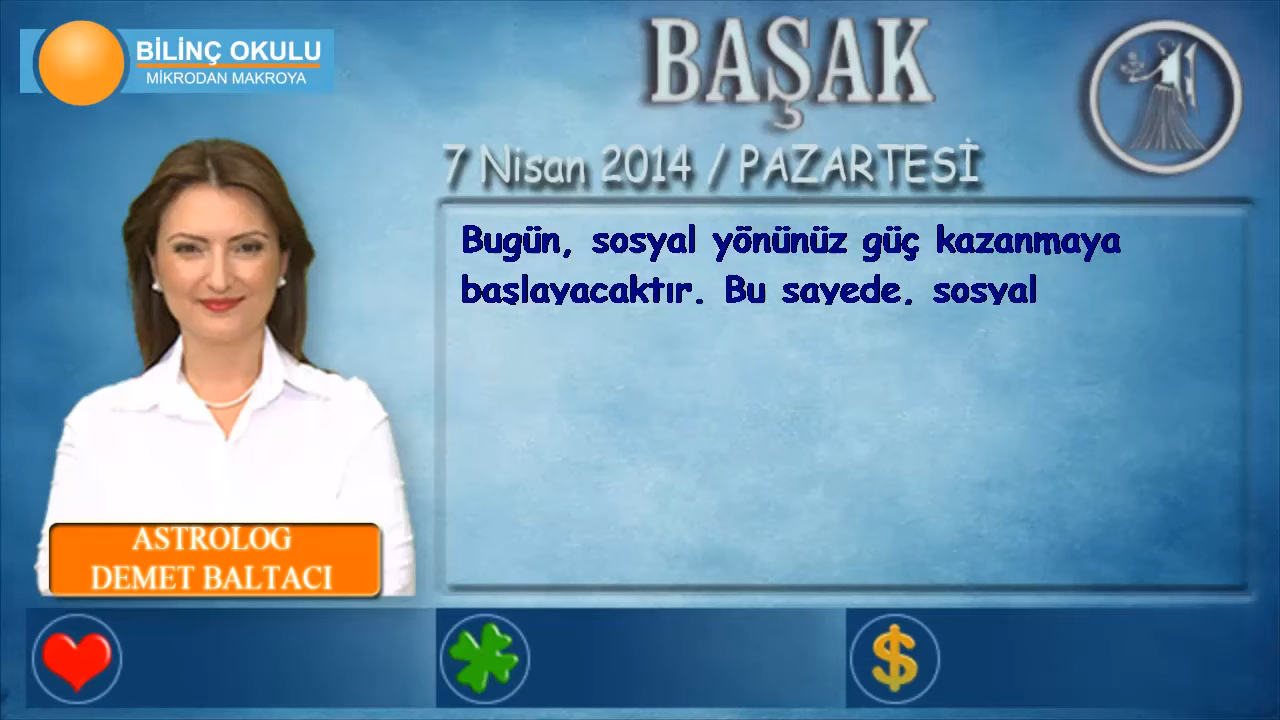 BİLİNÇ OKULU
MİKRODAN MAKROYA
BAŞAK
7 Nisan 2014 / PAZARTESİ
Bugün, sosyal yönünüz güç kazanmaya
başlayacaktır. Bu sayede, sosyal
ASTROLOG
DEMET BALTACI
$